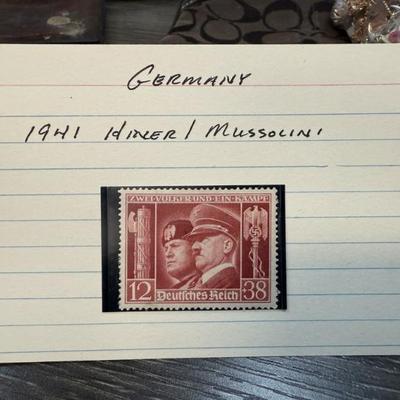 GERMANY
1941 HITLER / MUSSOLINI
ZWEI·VÖLKER·UND·EIN·KAMPF
12 Deutsches Reich 38